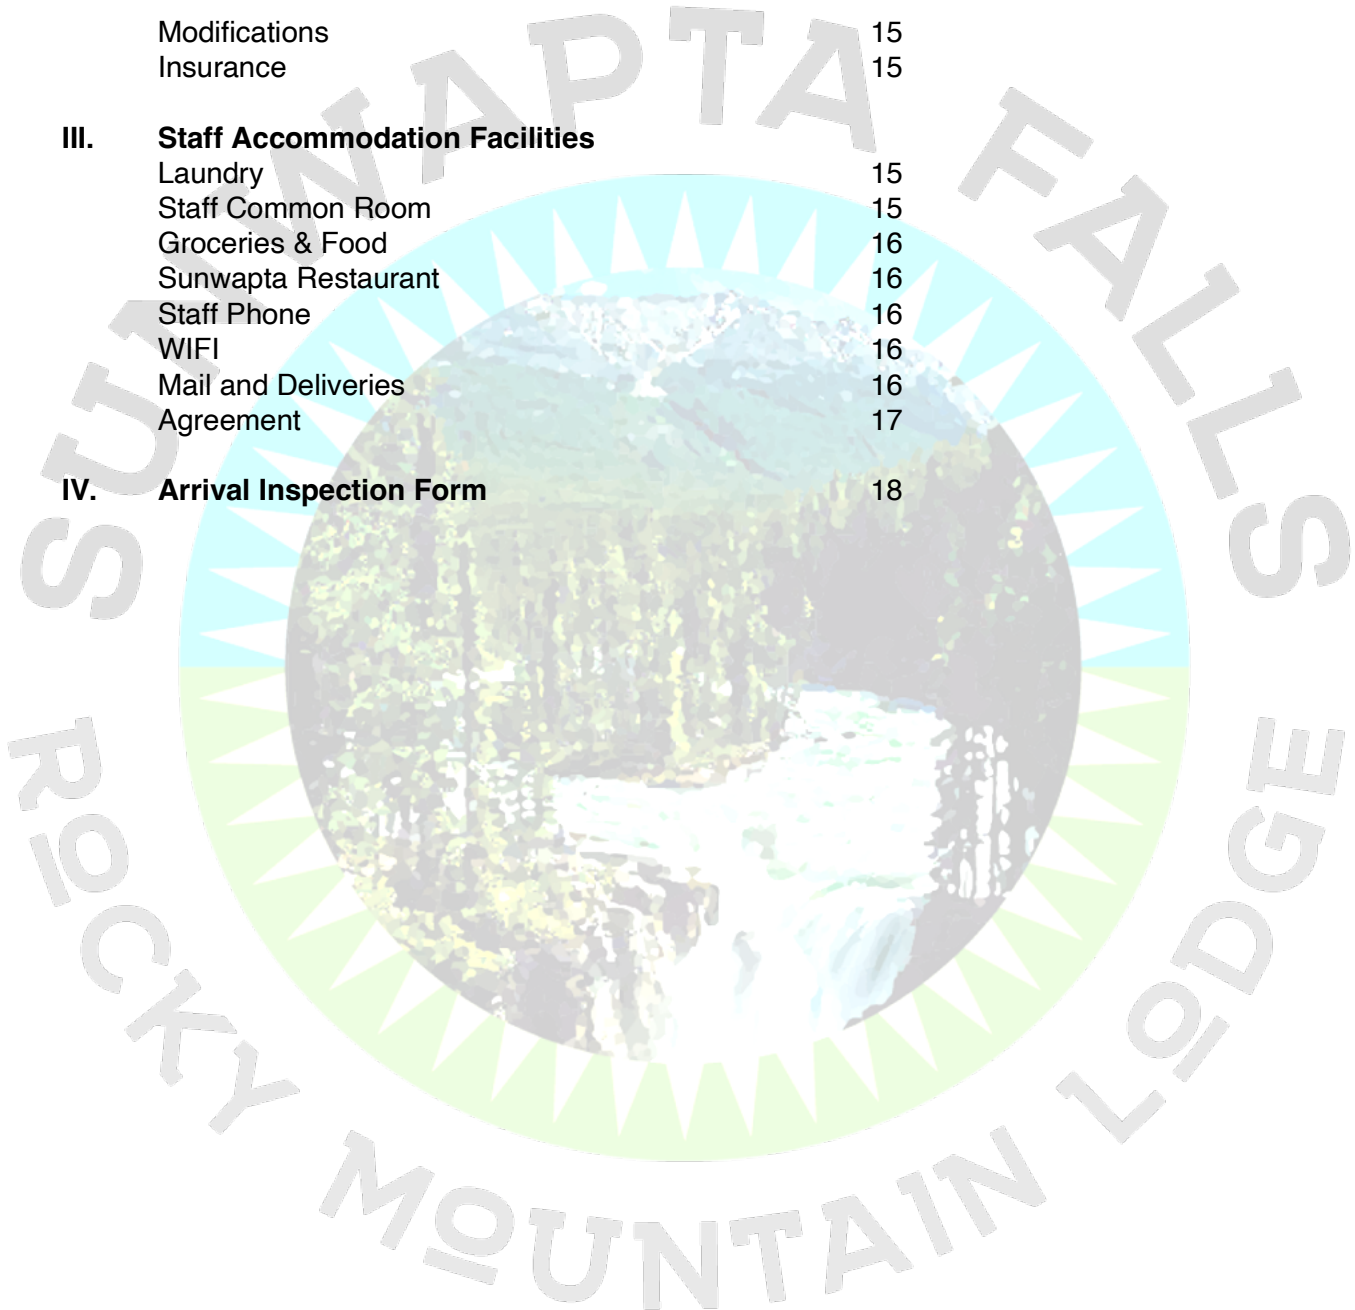 Modifications 15
Insurance 15
III. Staff Accommodation Facilities
Laundry 15
Staff Common Room 15
Groceries & Food 16
Sunwapta Restaurant 16
Staff Phone 16
WIFI 16
Mail and Deliveries 16
Agreement 17
IV. Arrival Inspection Form 18
SUNWAPTA FALLS
ROCKY MOUNTAIN LODGE